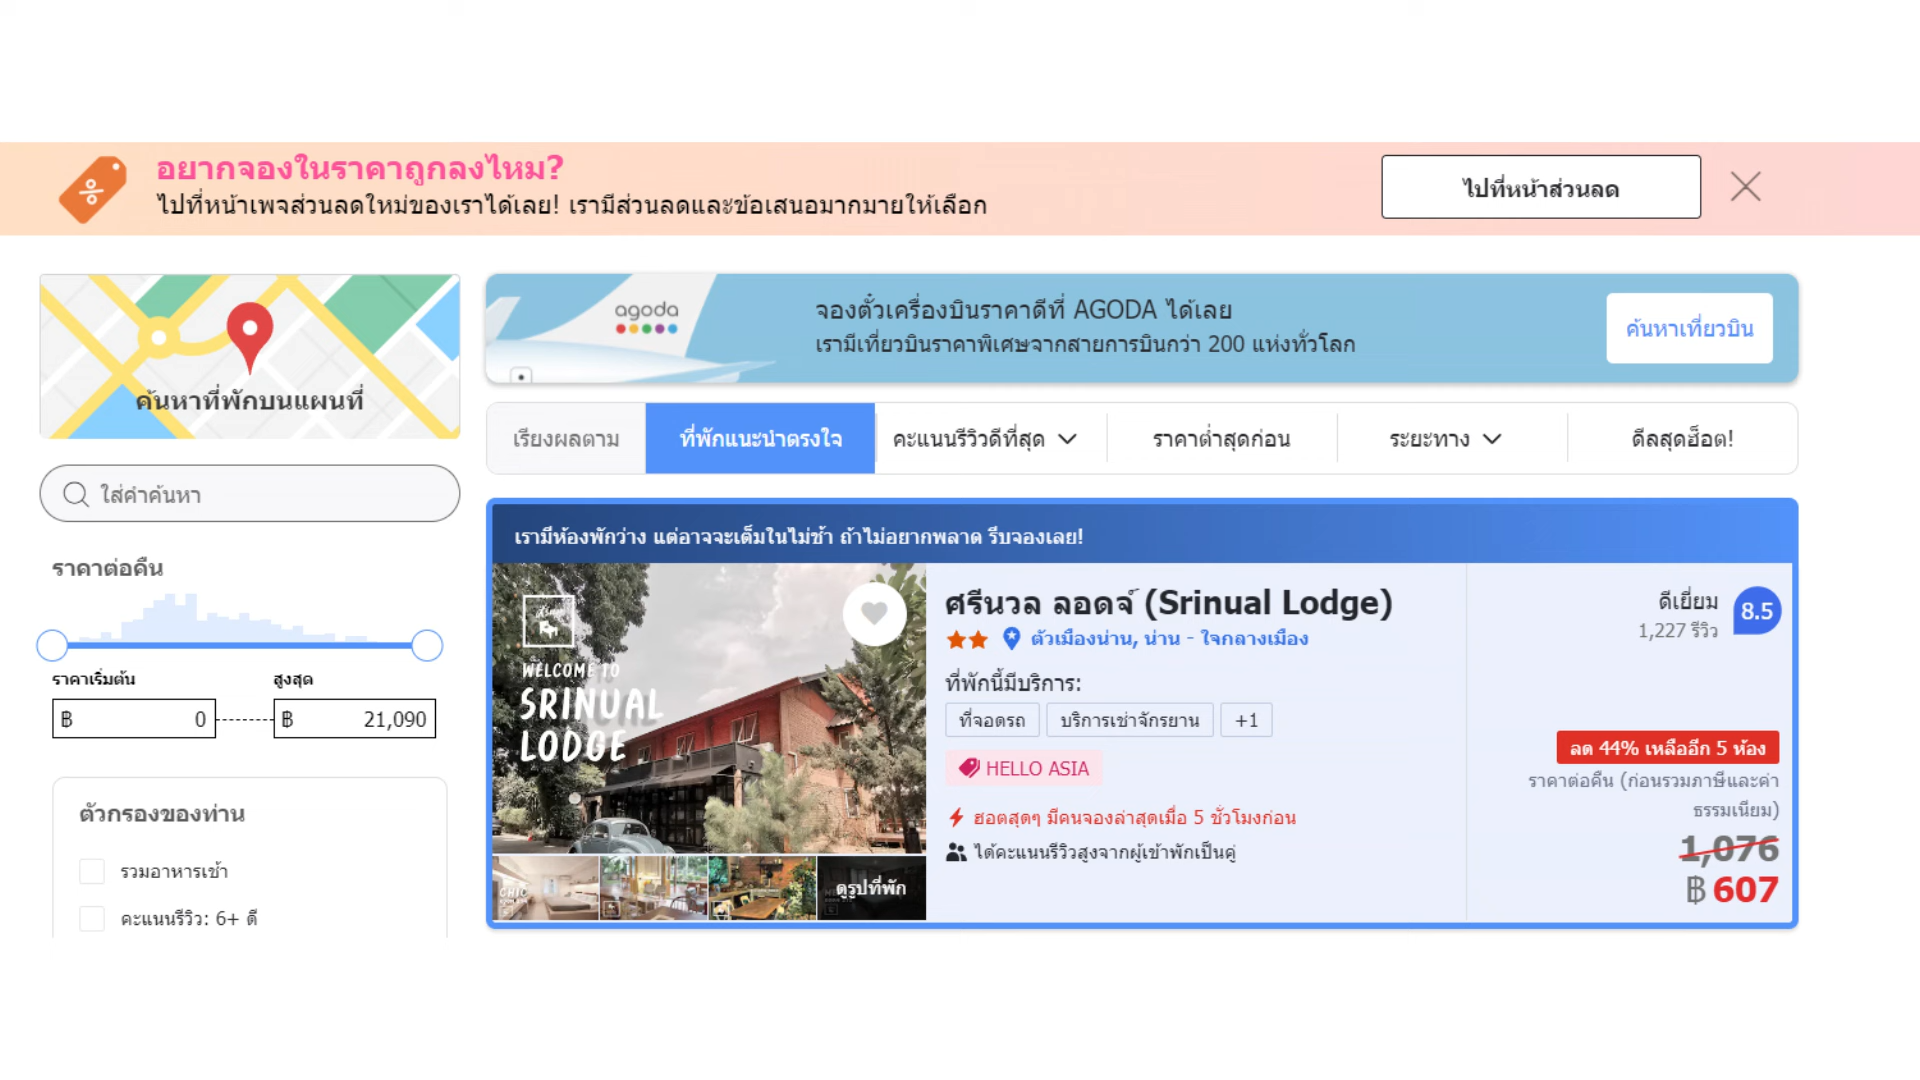 อยากจองในราคาถูกลงไหม?
ไปที่หน้าเพจส่วนลดใหม่ของเราได้เลย! เรามีส่วนลดและข้อเสนอมากมายให้เลือก
ไปที่หน้าส่วนลด
ค้นหาที่พักบนแผนที่
agoda
จองตั๋วเครื่องบินราคาดีที่ AGODA ได้เลย
เรามีเที่ยวบินราคาพิเศษจากสายการบินกว่า 200 แห่งทั่วโลก
ค้นหาเที่ยวบิน
เรียงผลตาม
ที่พักแนะนำตรงใจ
คะแนนรีวิวดีที่สุด
ราคาต่ำสุดก่อน
ระยะทาง
ดีลสุดฮ็อต!
ใส่คำค้นหา
ราคาต่อคืน
ราคาเริ่มต้น
สูงสุด
฿ 0
฿ 21,090
ตัวกรองของท่าน
รวมอาหารเช้า
คะแนนรีวิว: 6+ ดี
เรามีห้องพักว่าง แต่อาจจะเต็มในไม่ช้า ถ้าไม่อยากพลาด รีบจองเลย!
WELCOME TO
SRINUAL
LODGE
ดูรูปที่พัก
ศรีนวล ลอดจ์ (Srinual Lodge)
ตัวเมืองน่าน, น่าน - ใจกลางเมือง
ที่พักนี้มีบริการ:
ที่จอดรถ
บริการเช่าจักรยาน
+1
HELLO ASIA
ฮอตสุดๆ มีคนจองล่าสุดเมื่อ 5 ชั่วโมงก่อน
ได้คะแนนรีวิวสูงจากผู้เข้าพักเป็นคู่
ดีเยี่ยม
1,227 รีวิว
8.5
ลด 44% เหลืออีก 5 ห้อง
ราคาต่อคืน (ก่อนรวมภาษีและค่า
ธรรมเนียม)
1,076
฿ 607